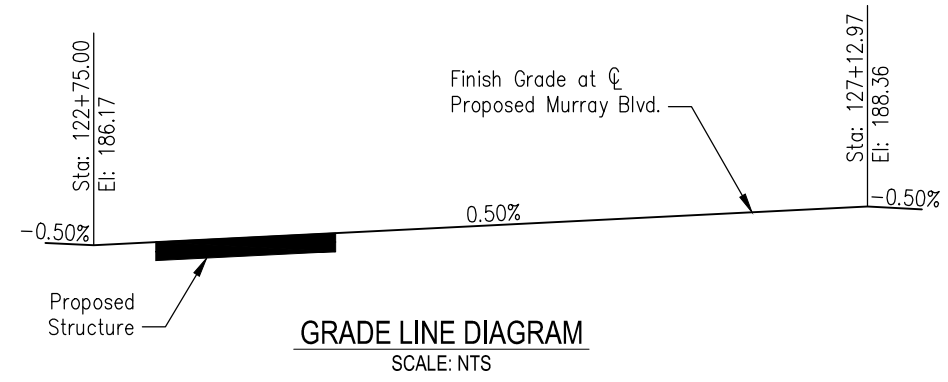 Sta: 122+75.00
El: 186.17
Finish Grade at ℄
Proposed Murray Blvd.
Sta: 127+12.97
El: 188.36
-0.50%
0.50%
-0.50%
Proposed
Structure
GRADE LINE DIAGRAM
SCALE: NTS